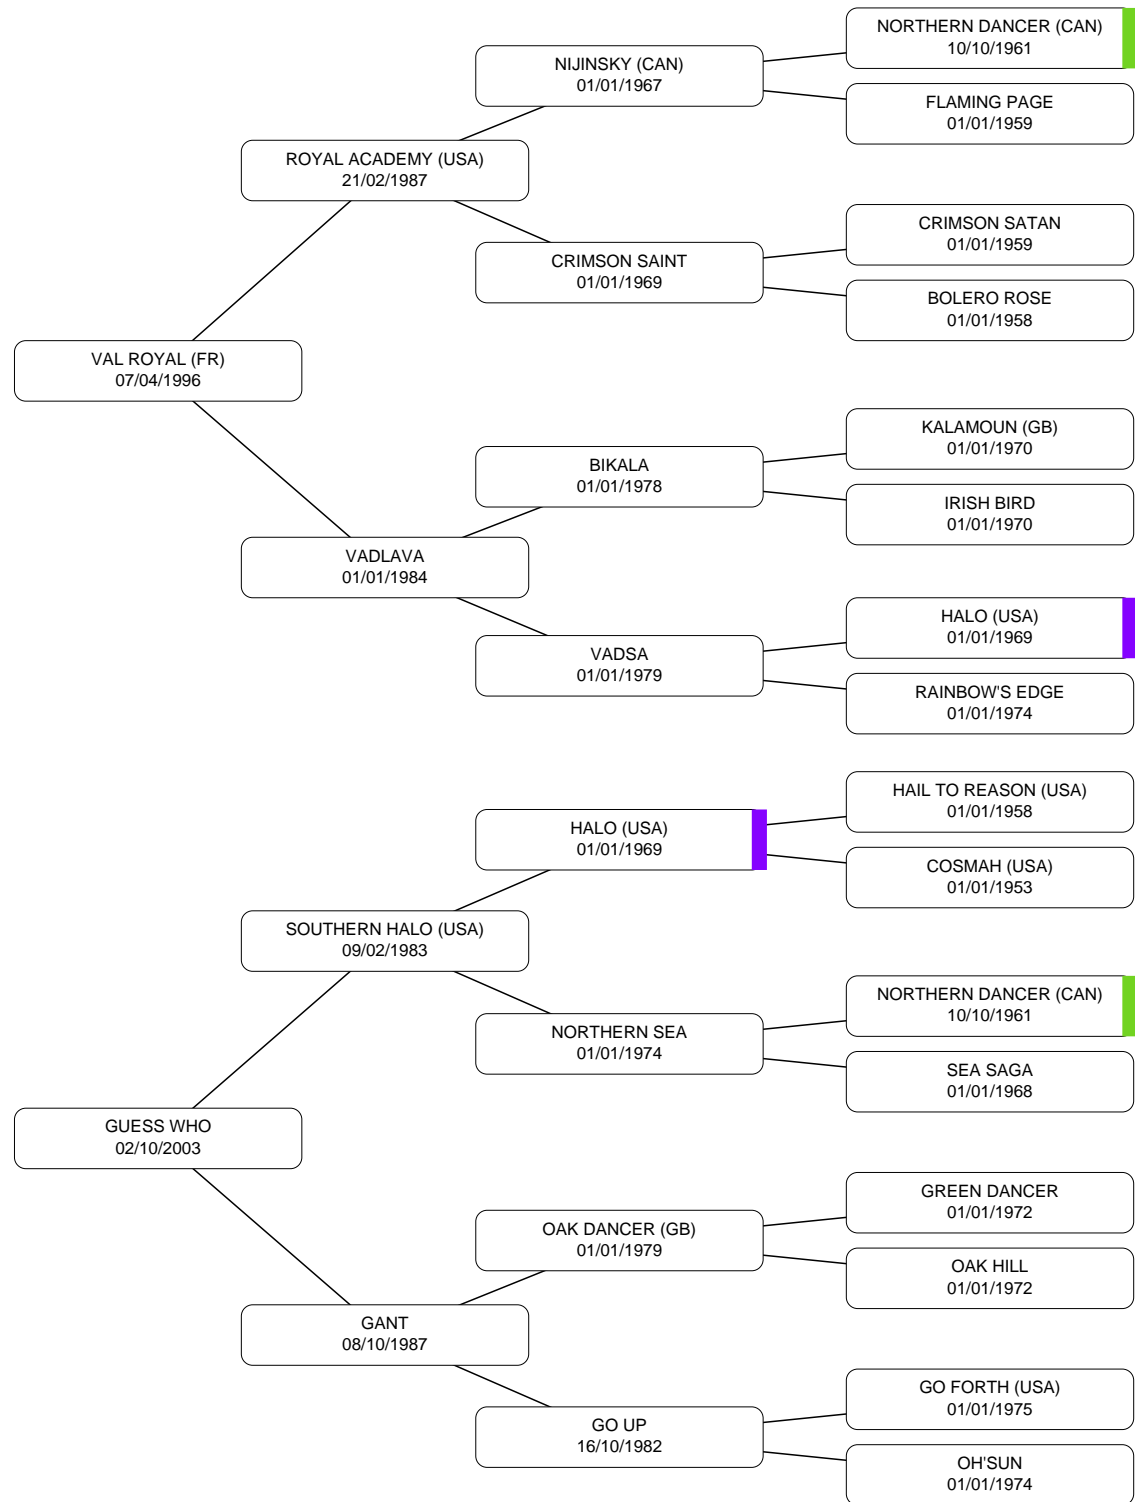 NORTHERN DANCER (CAN)
10/10/1961
NIJINSKY (CAN)
01/01/1967
FLAMING PAGE
01/01/1959
ROYAL ACADEMY (USA)
21/02/1987
CRIMSON SATAN
01/01/1959
CRIMSON SAINT
01/01/1969
BOLERO ROSE
01/01/1958
VAL ROYAL (FR)
07/04/1996
KALAMOUN (GB)
01/01/1970
BIKALA
01/01/1978
IRISH BIRD
01/01/1970
VADLAVA
01/01/1984
HALO (USA)
01/01/1969
VADSA
01/01/1979
RAINBOW'S EDGE
01/01/1974
HAIL TO REASON (USA)
01/01/1958
HALO (USA)
01/01/1969
COSMAH (USA)
01/01/1953
SOUTHERN HALO (USA)
09/02/1983
NORTHERN DANCER (CAN)
10/10/1961
NORTHERN SEA
01/01/1974
SEA SAGA
01/01/1968
GUESS WHO
02/10/2003
GREEN DANCER
01/01/1972
OAK DANCER (GB)
01/01/1979
OAK HILL
01/01/1972
GANT
08/10/1987
GO FORTH (USA)
01/01/1975
GO UP
16/10/1982
OH'SUN
01/01/1974